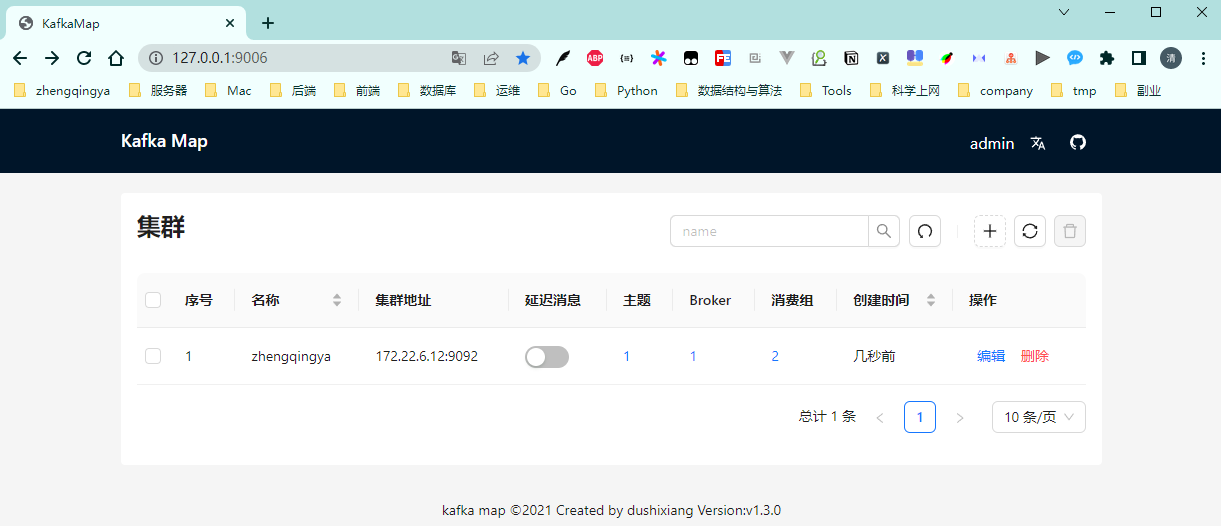 KafkaMap
127.0.0.1:9006
zhengqingya 服务器 Mac 后端 前端 数据库 运维 Go Python 数据结构与算法 Tools 科学上网 company tmp 副业
Kafka Map admin
集群 name
序号 名称 集群地址 延迟消息 主题 Broker 消费组 创建时间 操作
1 zhengqingya 172.22.6.12:9092 1 1 2 几秒前 编辑 删除
总计 1 条 < 1 > 10 条/页
kafka map ©2021 Created by dushixiang Version:v1.3.0